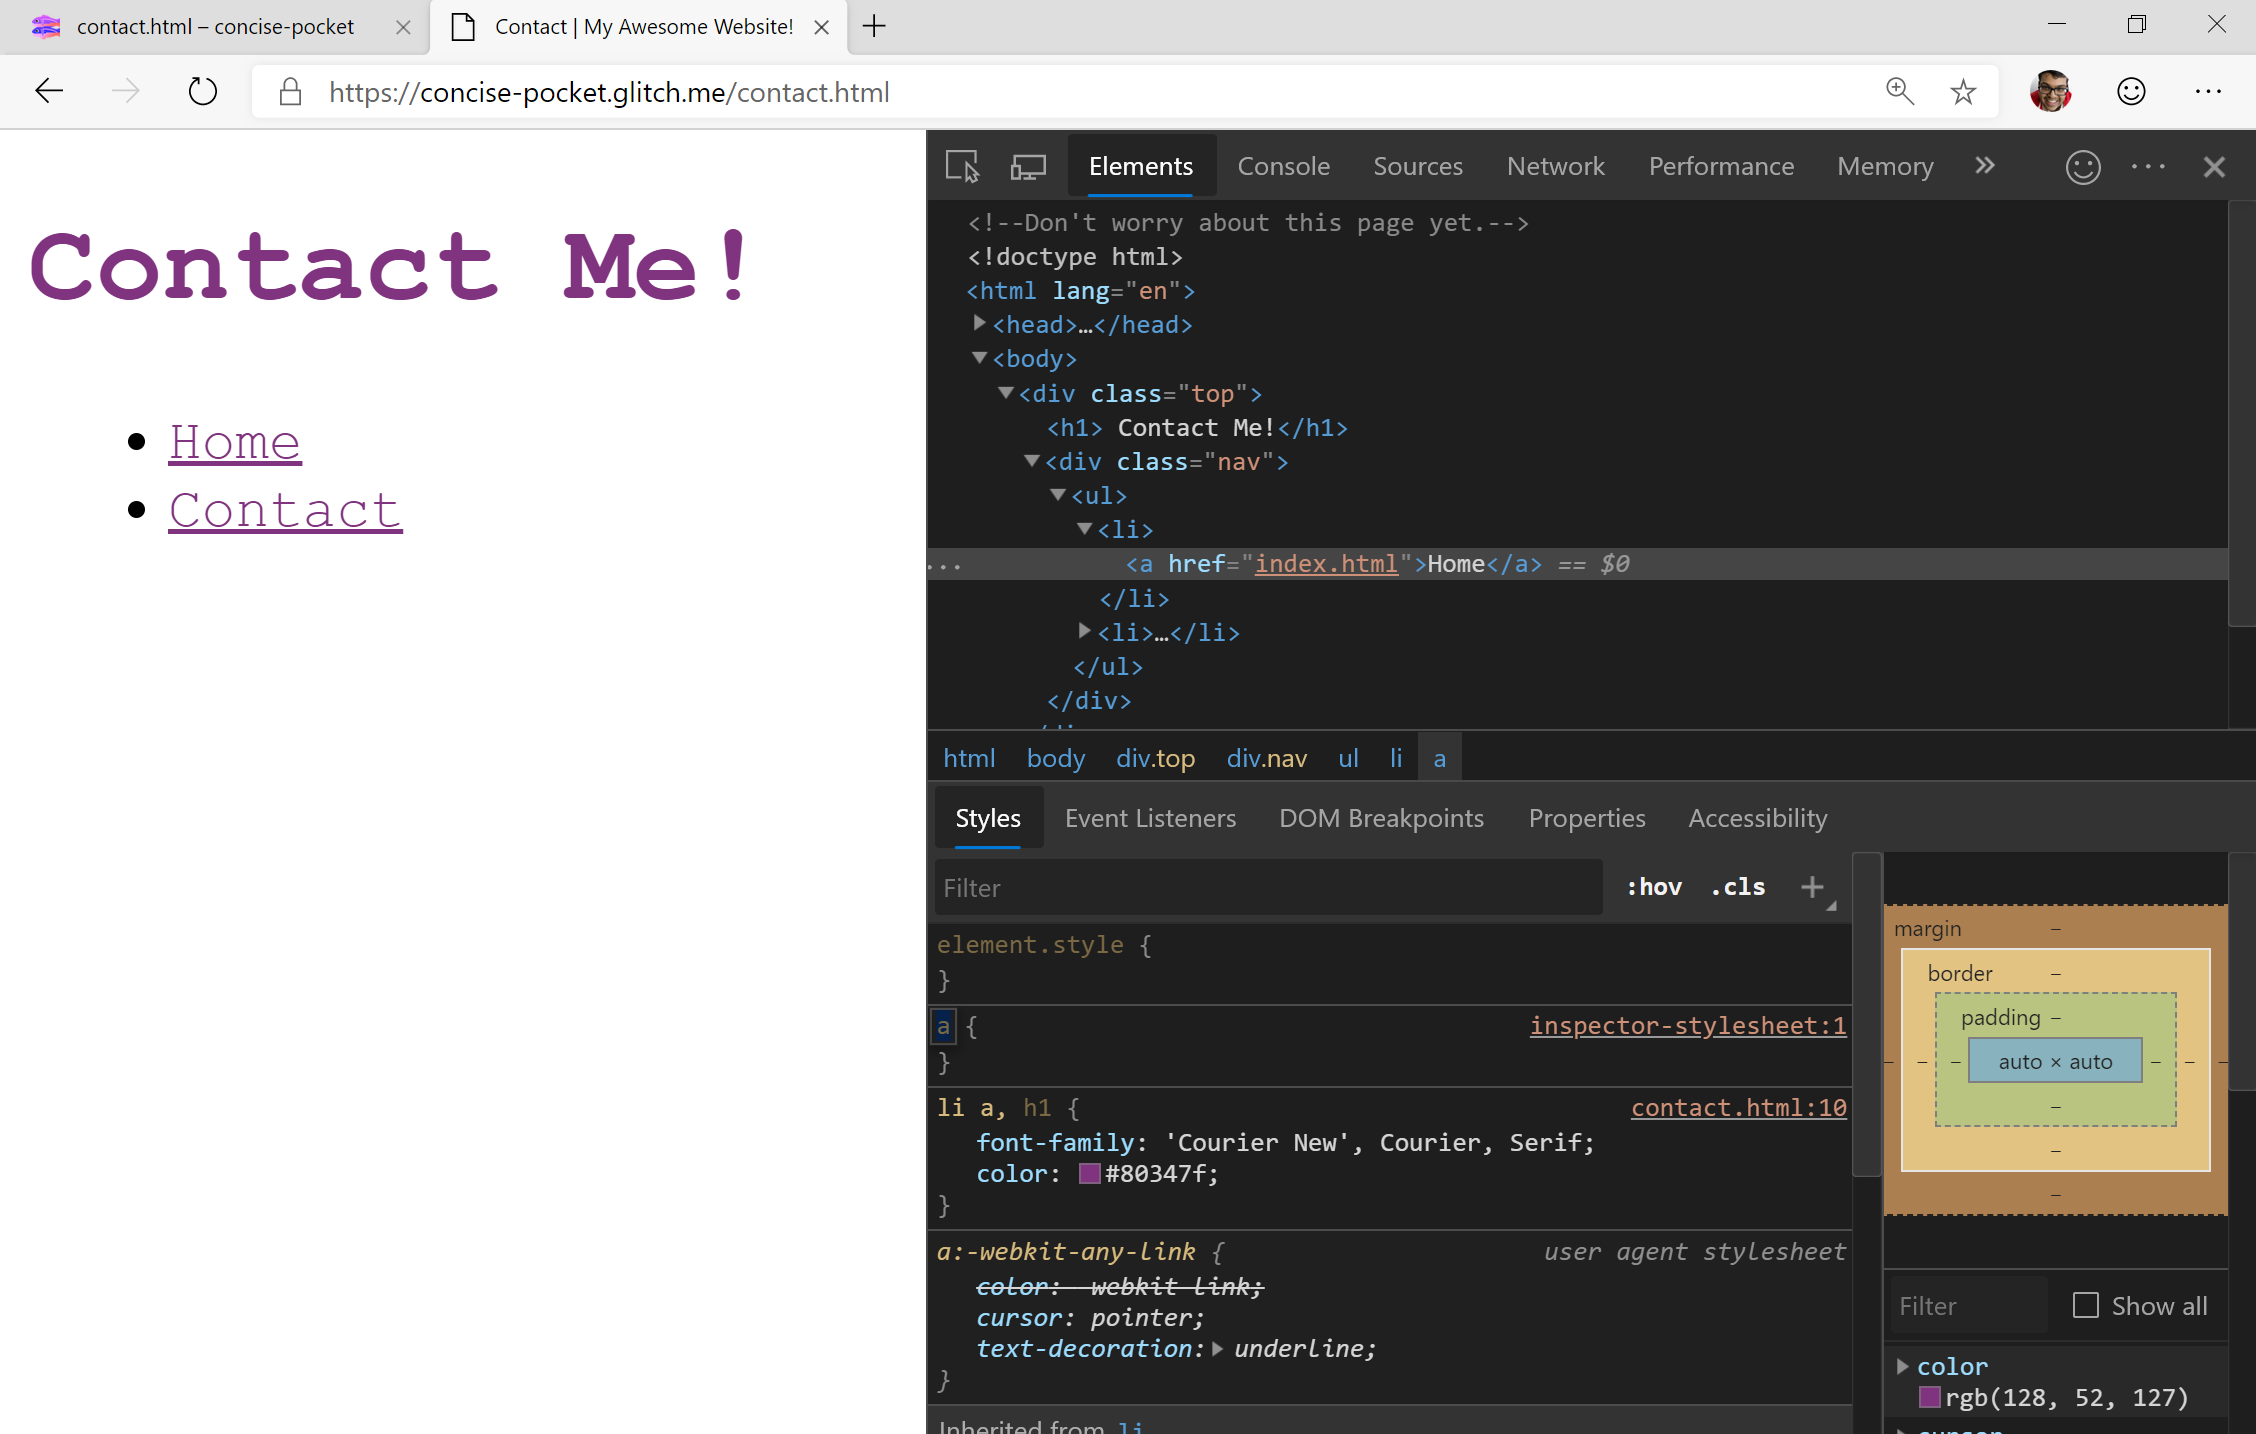 contact.html – concise-pocket
Contact | My Awesome Website!
https://concise-pocket.glitch.me/contact.html
Contact Me!
Home
Contact
Elements Console Sources Network Performance Memory
<!--Don't worry about this page yet.-->
<!doctype html>
<html lang="en">
<head>…</head>
<body>
<div class="top">
<h1> Contact Me!</h1>
<div class="nav">
<ul>
<li>
<a href="index.html">Home</a> == $0
</li>
<li>…</li>
</ul>
</div>
html body div.top div.nav ul li a
Styles Event Listeners DOM Breakpoints Properties Accessibility
Filter :hov .cls +
element.style {
}
a { inspector-stylesheet:1
}
li a, h1 { contact.html:10
font-family: 'Courier New', Courier, Serif;
color: #80347f;
}
a:-webkit-any-link { user agent stylesheet
color: -webkit-link;
cursor: pointer;
text-decoration: underline;
}
Inherited from li
margin –
border –
padding –
– – – auto × auto – – –
–
–
–
Filter Show all
color
rgb(128, 52, 127)
cursor